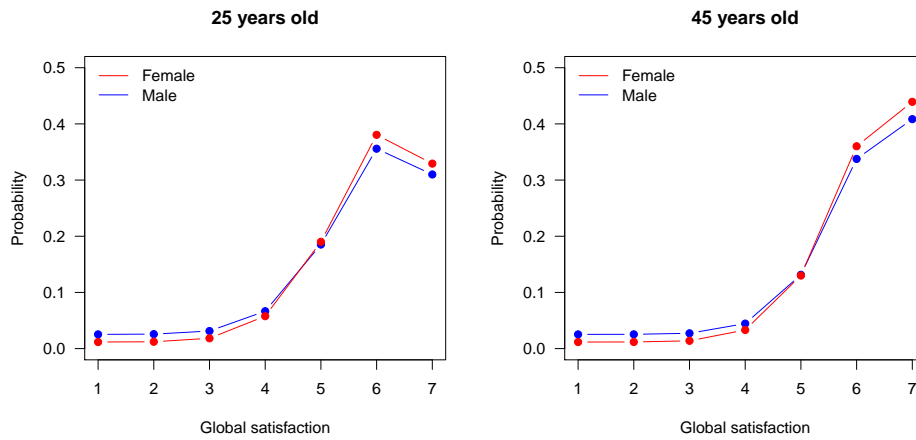 25 years old
Female
Male
0.5
0.4
0.3
0.2
0.1
0.0
Probability
1 2 3 4 5 6 7
Global satisfaction
45 years old
Female
Male
0.5
0.4
0.3
0.2
0.1
0.0
Probability
1 2 3 4 5 6 7
Global satisfaction